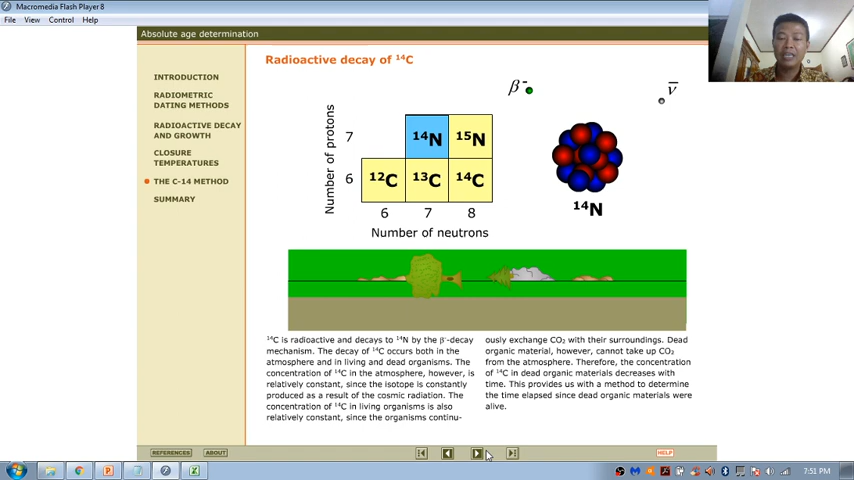 Macromedia Flash Player 8
File View Control Help
Absolute age determination
INTRODUCTION
RADIOMETRIC
DATING METHODS
RADIOACTIVE DECAY
AND GROWTH
CLOSURE
TEMPERATURES
THE C-14 METHOD
SUMMARY
Radioactive decay of ¹⁴C
Number of protons
7
6
¹⁴N ¹⁵N
¹²C ¹³C ¹⁴C
6 7 8
Number of neutrons
β⁻
ν̅
¹⁴N
¹⁴C is radioactive and decays to ¹⁴N by the β⁻-decay
mechanism. The decay of ¹⁴C occurs both in the
atmosphere and in living and dead organisms. The
concentration of ¹⁴C in the atmosphere, however, is
relatively constant, since the isotope is constantly
produced as a result of the cosmic radiation. The
concentration of ¹⁴C in living organisms is also
relatively constant, since the organisms continu-
ously exchange CO₂ with their surroundings. Dead
organic material, however, cannot take up CO₂
from the atmosphere. Therefore, the concentration
of ¹⁴C in dead organic materials decreases with
time. This provides us with a method to determine
the time elapsed since dead organic materials were
alive.
REFERENCES ABOUT HELP
7:51 PM